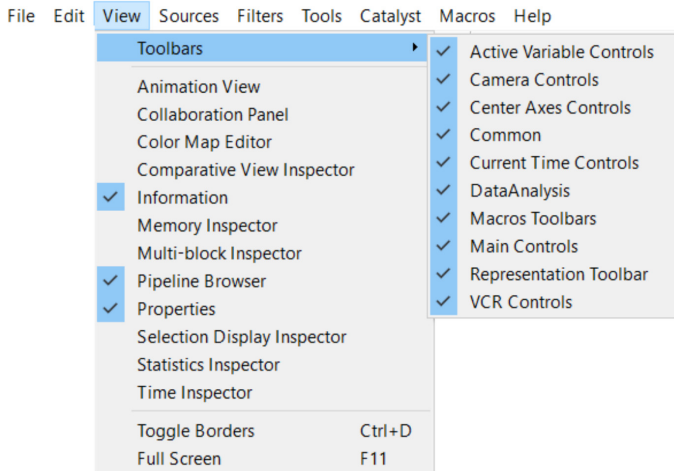 File Edit View Sources Filters Tools Catalyst Macros Help
Toolbars
Animation View
Collaboration Panel
Color Map Editor
Comparative View Inspector
Information
Memory Inspector
Multi-block Inspector
Pipeline Browser
Properties
Selection Display Inspector
Statistics Inspector
Time Inspector
Toggle Borders Ctrl+D
Full Screen F11
Active Variable Controls
Camera Controls
Center Axes Controls
Common
Current Time Controls
DataAnalysis
Macros Toolbars
Main Controls
Representation Toolbar
VCR Controls